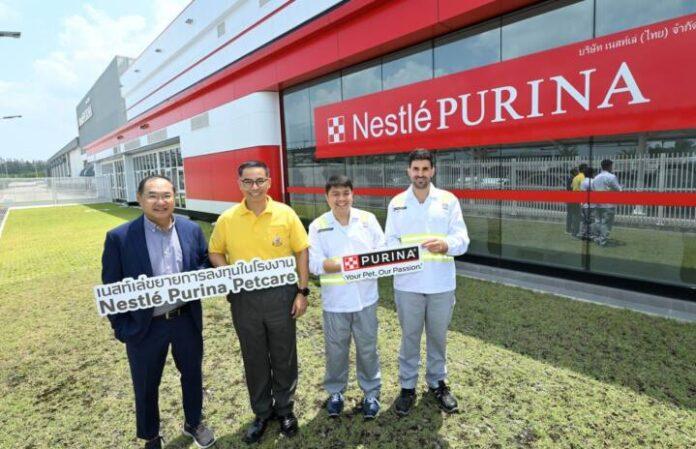 บริษัท เนสท์เล่ (ไทย) จำกัด
Nestlé PURINA
เนสท์เล่ขยายการลงทุนในโรงงาน
Nestlé Purina Petcare
PURINA
Your Pet. Our Passion.